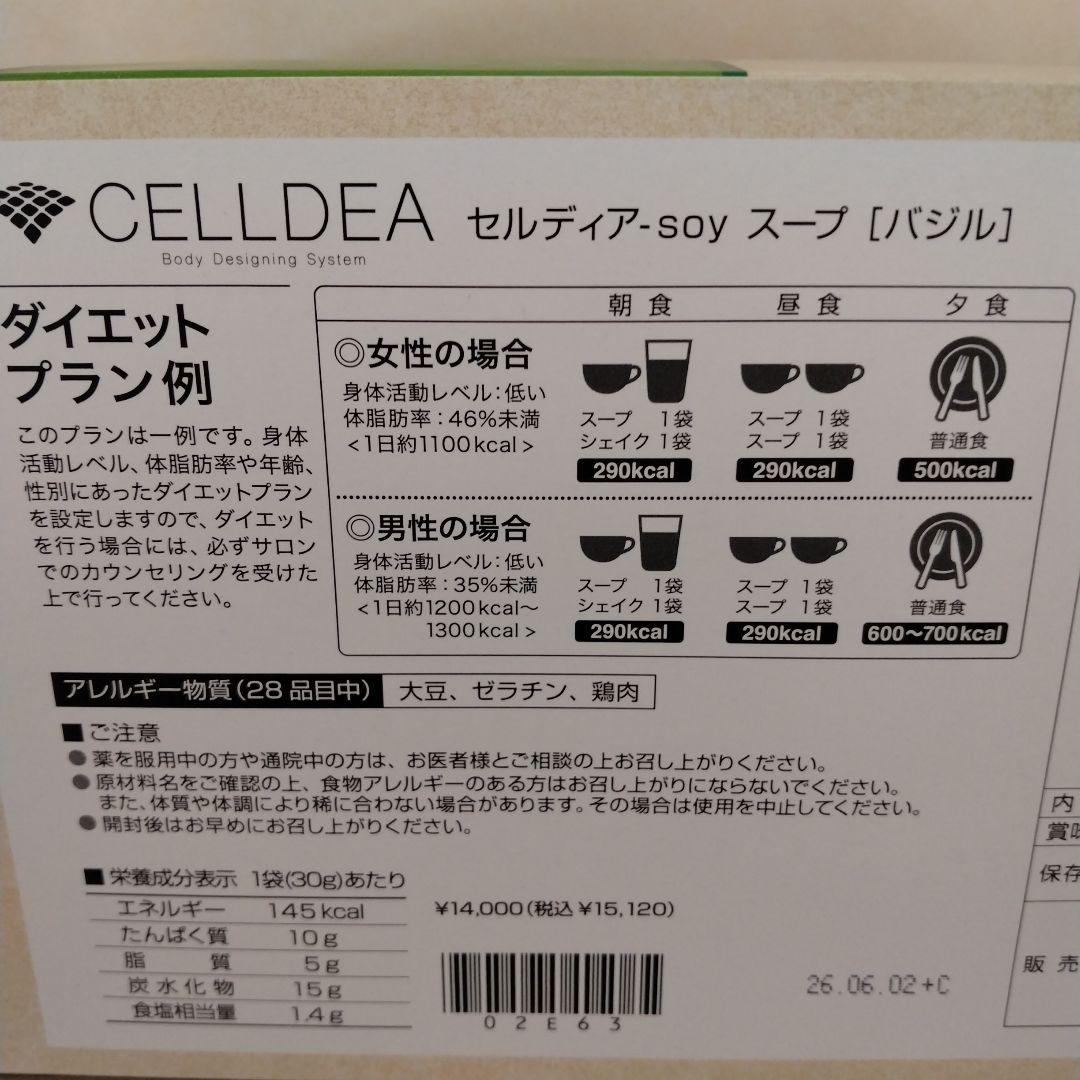 CELLDEA セルディア-soy スープ [バジル]
Body Designing System
ダイエット
プラン例
このプランは一例です。身体
活動レベル、体脂肪率や年齢、
性別にあったダイエットプラン
を設定しますので、ダイエット
を行う場合には、必ずサロン
でのカウンセリングを受けた
上で行ってください。
朝食 昼食 夕食
◎女性の場合
身体活動レベル:低い
体脂肪率:46%未満
<1日約1100kcal>
スープ 1袋
シェイク 1袋
290kcal
スープ 1袋
スープ 1袋
290kcal
普通食
500kcal
◎男性の場合
身体活動レベル:低い
体脂肪率:35%未満
<1日約1200kcal〜
1300kcal>
スープ 1袋
シェイク 1袋
290kcal
スープ 1袋
スープ 1袋
290kcal
普通食
600〜700kcal
アレルギー物質(28品目中) 大豆、ゼラチン、鶏肉
■ご注意
●薬を服用中の方や通院中の方は、お医者様とご相談の上お召し上がりください。
●原材料名をご確認の上、食物アレルギーのある方はお召し上がりにならないでください。
また、体質や体調により稀に合わない場合があります。その場合は使用を中止してください。
●開封後はお早めにお召し上がりください。
■栄養成分表示 1袋(30g)あたり
エネルギー 145kcal
たんぱく質 10g
脂質 5g
炭水化物 15g
食塩相当量 1.4g
¥14,000(税込¥15,120)
02E63
26.06.02+C
内
賞味
保存
販売